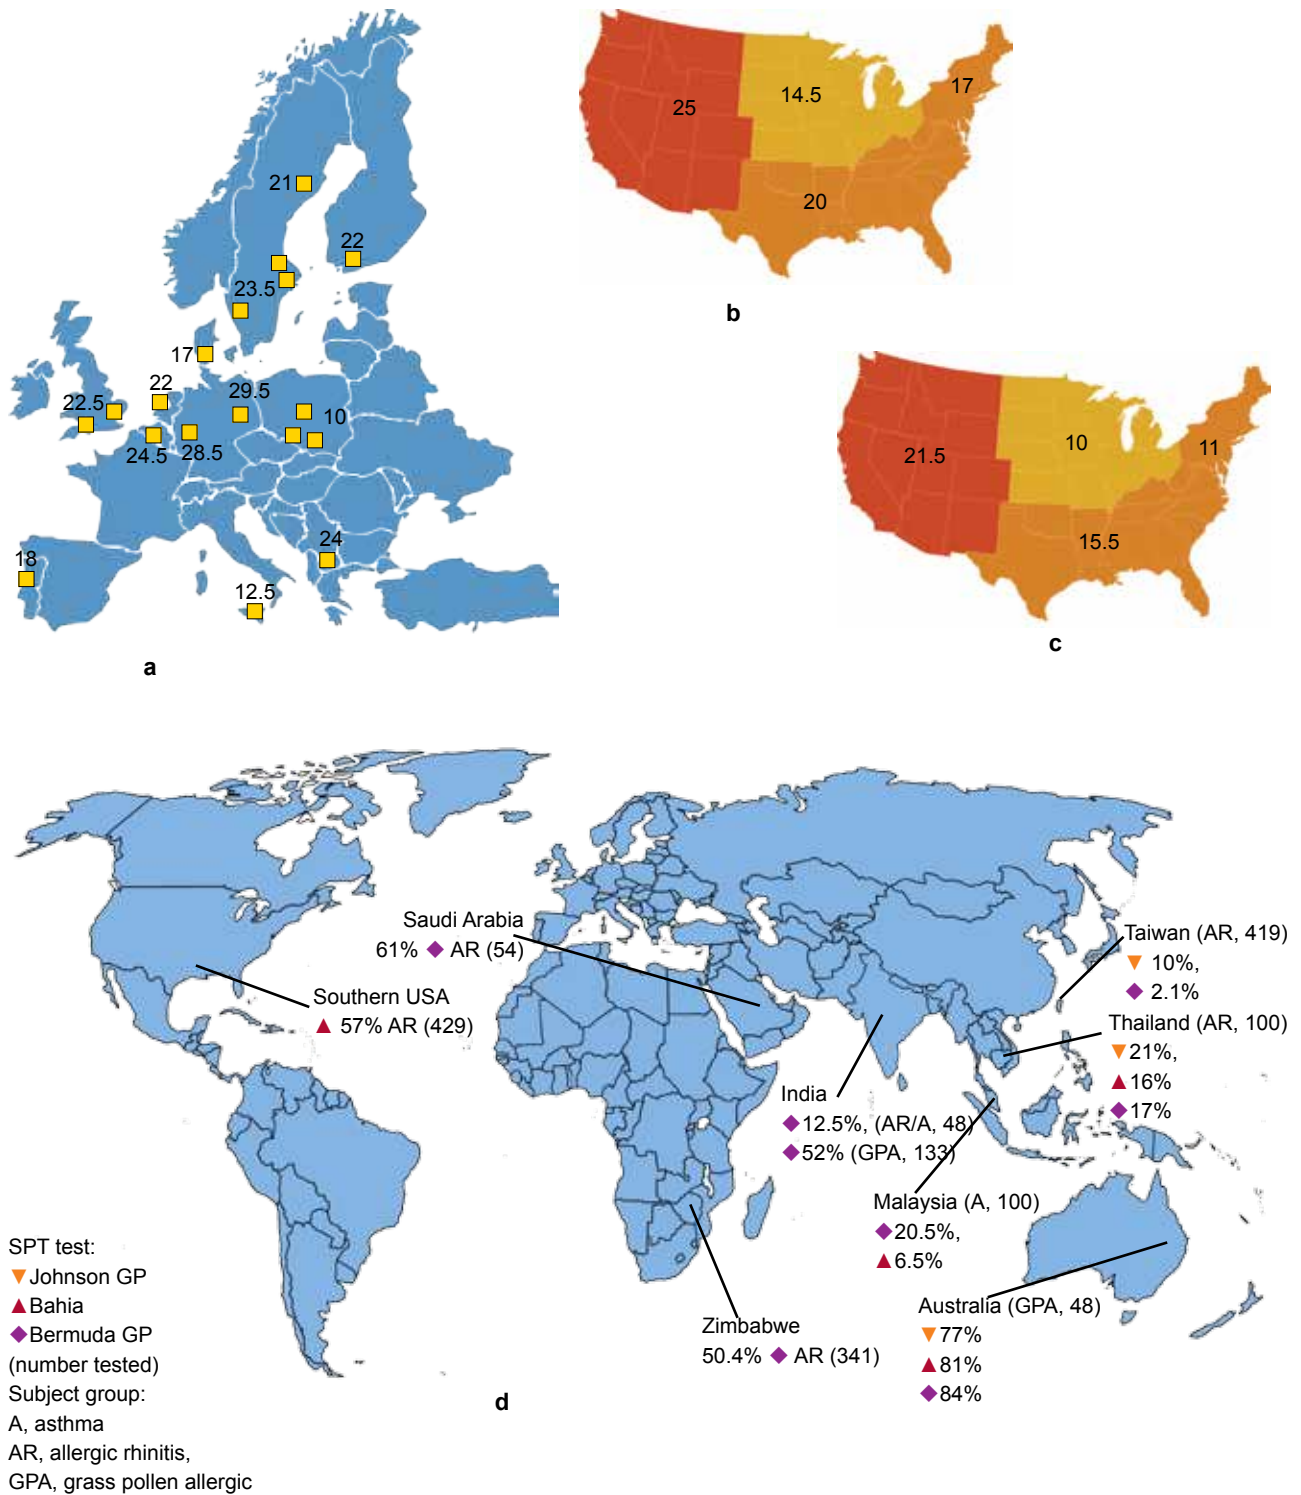 21
22
23.5
17
22
29.5
22.5
10
24.5
28.5
24
18
12.5
a
25
14.5
17
20
b
21.5
10
11
15.5
c
Saudi Arabia
61% ◆ AR (54)
Southern USA
▲ 57% AR (429)
Taiwan (AR, 419)
▼ 10%,
◆ 2.1%
Thailand (AR, 100)
▼21%,
▲16%
◆17%
India
◆12.5%, (AR/A, 48)
◆52% (GPA, 133)
Malaysia (A, 100)
◆20.5%,
▲6.5%
Australia (GPA, 48)
▼77%
▲81%
◆84%
Zimbabwe
50.4% ◆ AR (341)
SPT test:
▼Johnson GP
▲Bahia
◆Bermuda GP
(number tested)
Subject group:
A, asthma
AR, allergic rhinitis,
GPA, grass pollen allergic
d